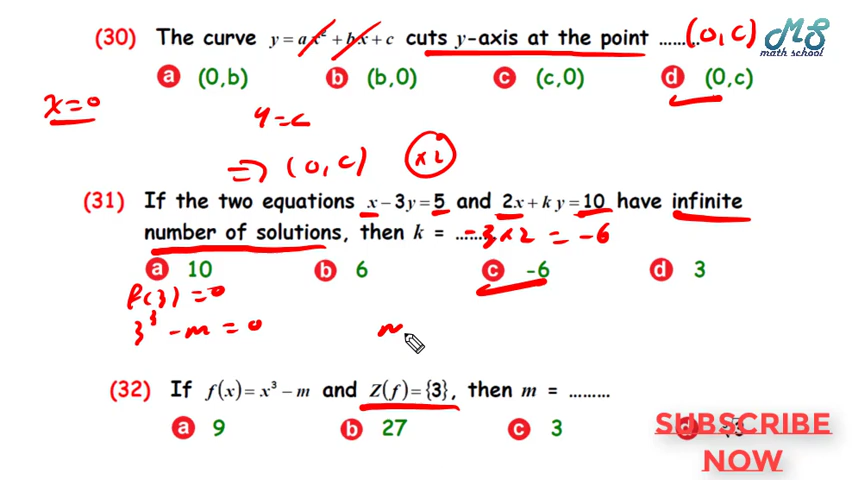 (30) The curve y = ax² + bx + c cuts y-axis at the point ......... (0, c)
MS
math school
a (0,b) b (b,0) c (c,0) d (0,c)
x = 0
y = c
⇒ (0, c) ×2
(31) If the two equations x − 3y = 5 and 2x + k y = 10 have infinite
number of solutions, then k = ......... -3 × 2 = -6
a 10 b 6 c -6 d 3
f(3) = 0
3³ - m = 0 m
(32) If f(x) = x³ − m and Z(f) = {3}, then m = .........
a 9 b 27 c 3
SUBSCRIBE
NOW